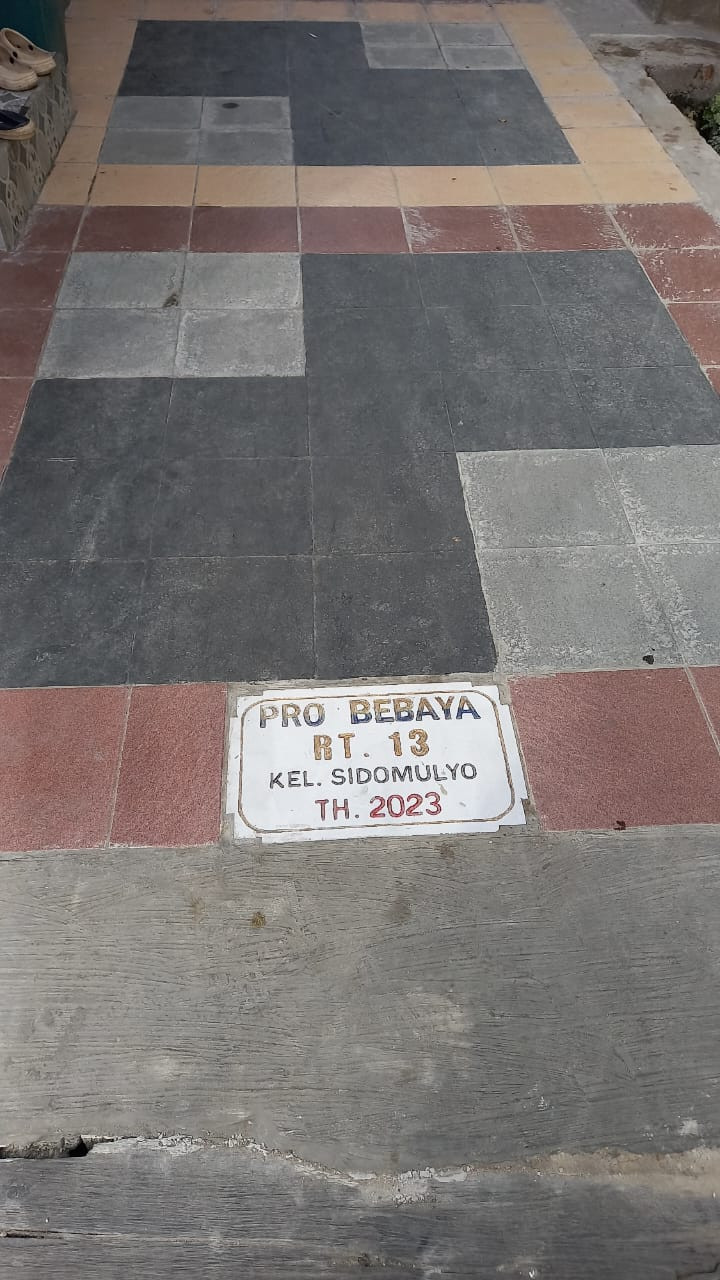 PRO BEBAYA
RT. 13
KEL. SIDOMULYO
TH. 2023